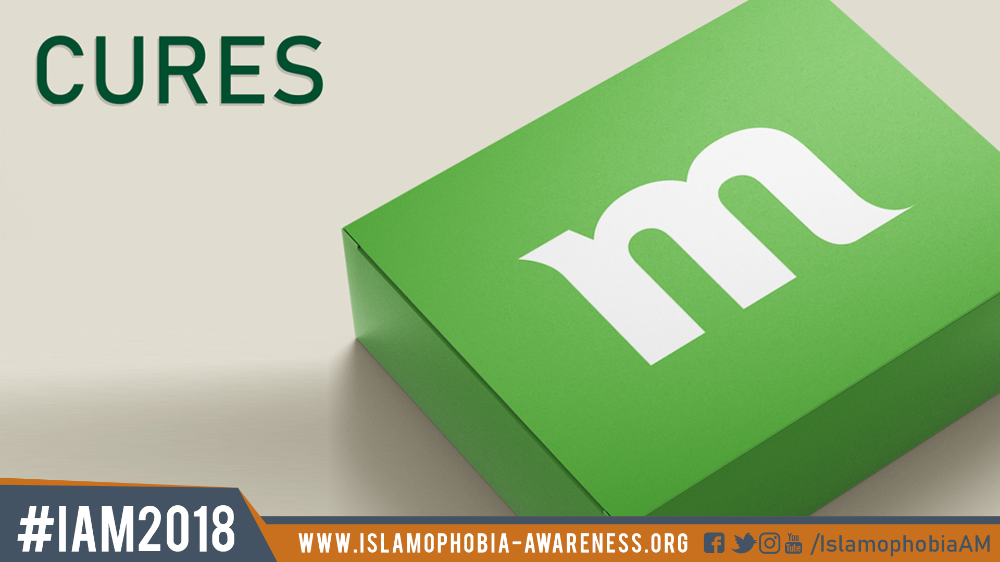 CURES
m
#IAM2018
WWW.ISLAMOPHOBIA-AWARENESS.ORG
You
Tube
/IslamophobiaAM